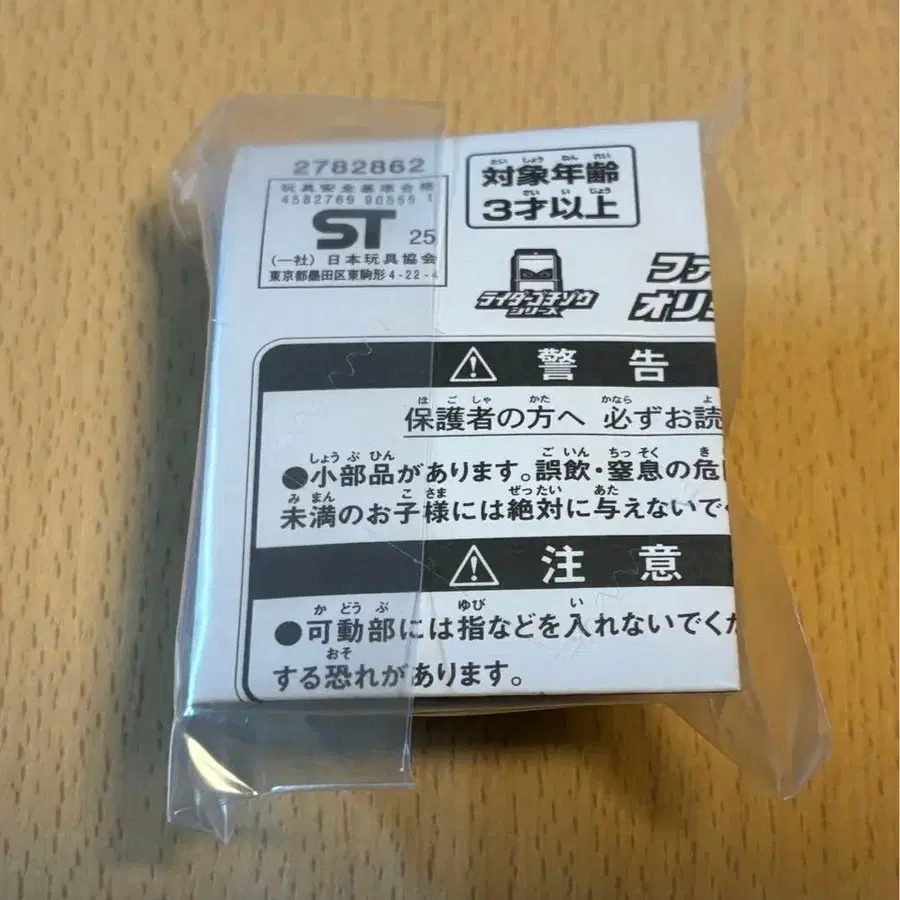 2782862
玩具安全基準合格
4582769 90555 1
ST 25
(一社)日本玩具協会
東京都墨田区東駒形4-22-4
たい しょう ねん れい
対象年齢
さい い じょう
3才以上
ライダーゴチゾウ
シリーズ
ファ
オリジ
警告
ほごしゃ かた かなら よ
保護者の方へ 必ずお読
しょうぶひん ごいん ちっそく き
●小部品があります。誤飲・窒息の危
みまん こさま ぜったい あた
未満のお子様には絶対に与えないで
注意
かどうぶ ゆび い
●可動部には指などを入れないでくだ
おそ
する恐れがあります。